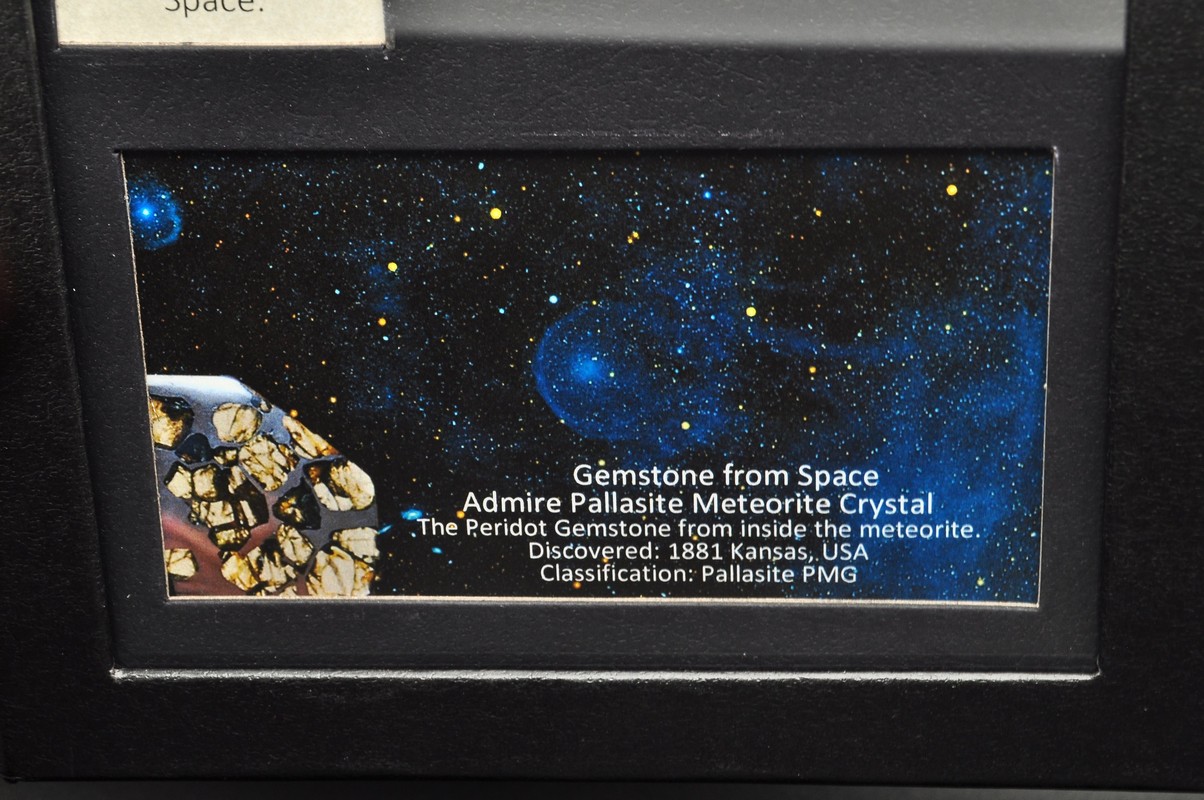 Space.
Gemstone from Space
Admire Pallasite Meteorite Crystal
The Peridot Gemstone from inside the meteorite.
Discovered: 1881 Kansas, USA
Classification: Pallasite PMG